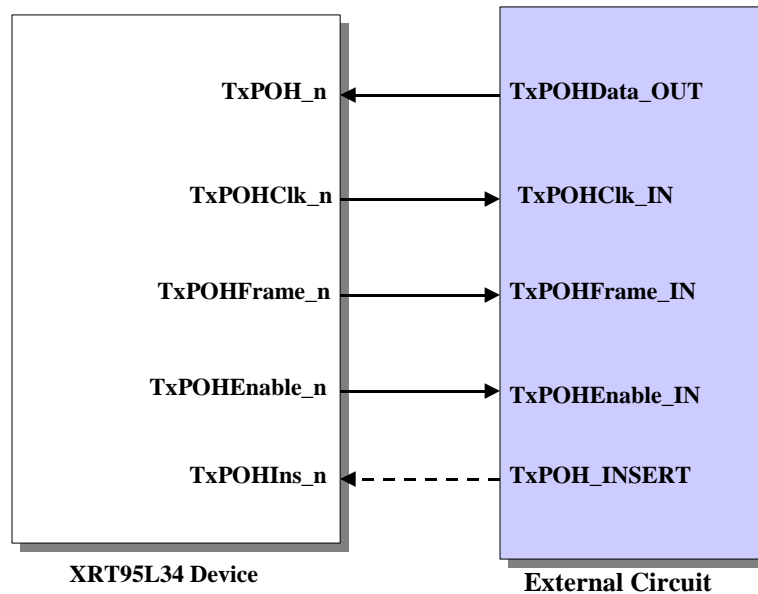 TxPOH_n
TxPOHData_OUT
TxPOHClk_n
TxPOHClk_IN
TxPOHFrame_n
TxPOHFrame_IN
TxPOHEnable_n
TxPOHEnable_IN
TxPOHIns_n
TxPOH_INSERT
XRT95L34 Device
External Circuit